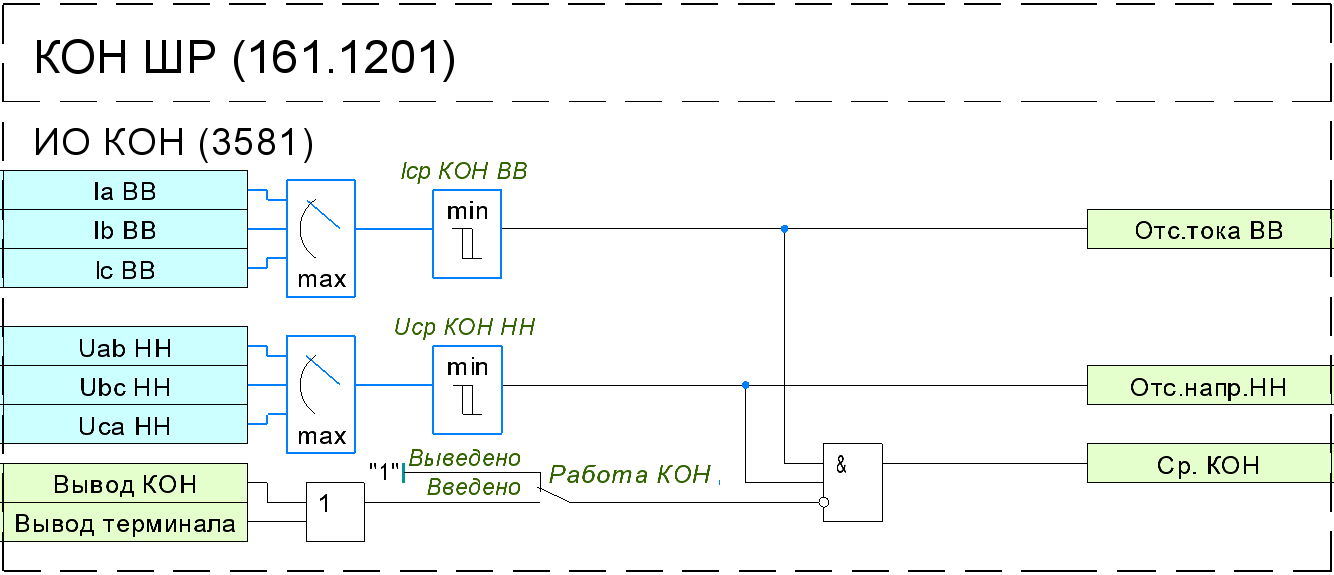 КОН ШР (161.1201)
ИО КОН (3581)
Iср КОН ВВ
Ia ВВ
Ib ВВ
Ic ВВ
max
min
Отс.тока ВВ
Uср КОН НН
Uab НН
Ubc НН
Uca НН
max
min
Отс.напр.НН
"1"
Выведено
Введено
Работа КОН
&
Ср. КОН
Вывод КОН
Вывод терминала
1